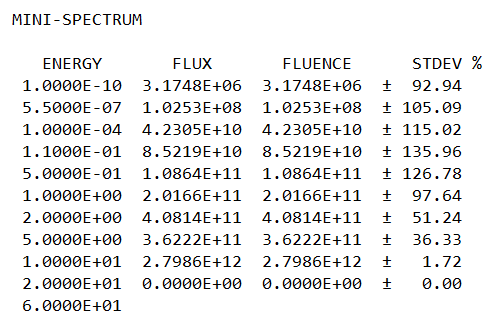 MINI-SPECTRUM
ENERGY FLUX FLUENCE STDEV %
1.0000E-10 3.1748E+06 3.1748E+06 ± 92.94
5.5000E-07 1.0253E+08 1.0253E+08 ± 105.09
1.0000E-04 4.2305E+10 4.2305E+10 ± 115.02
1.1000E-01 8.5219E+10 8.5219E+10 ± 135.96
5.0000E-01 1.0864E+11 1.0864E+11 ± 126.78
1.0000E+00 2.0166E+11 2.0166E+11 ± 97.64
2.0000E+00 4.0814E+11 4.0814E+11 ± 51.24
5.0000E+00 3.6222E+11 3.6222E+11 ± 36.33
1.0000E+01 2.7986E+12 2.7986E+12 ± 1.72
2.0000E+01 0.0000E+00 0.0000E+00 ± 0.00
6.0000E+01